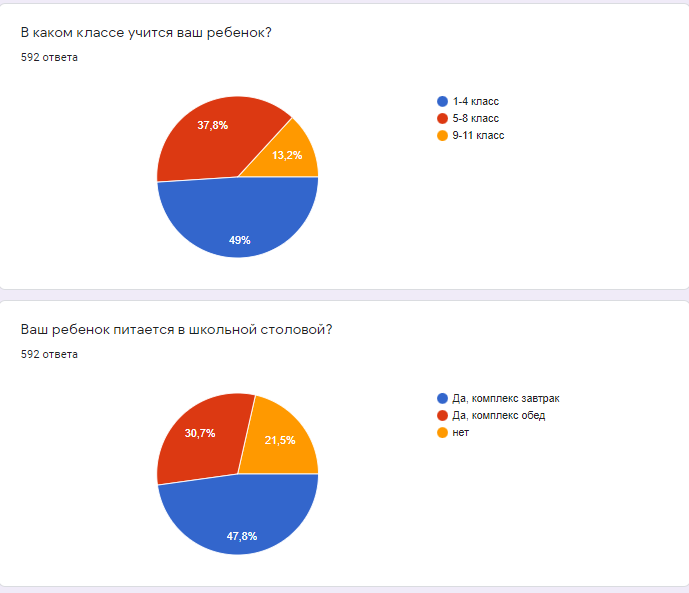 В каком классе учится ваш ребенок?
592 ответа
1-4 класс
5-8 класс
9-11 класс
37,8%
13,2%
49%
Ваш ребенок питается в школьной столовой?
592 ответа
Да, комплекс завтрак
Да, комплекс обед
нет
30,7%
21,5%
47,8%